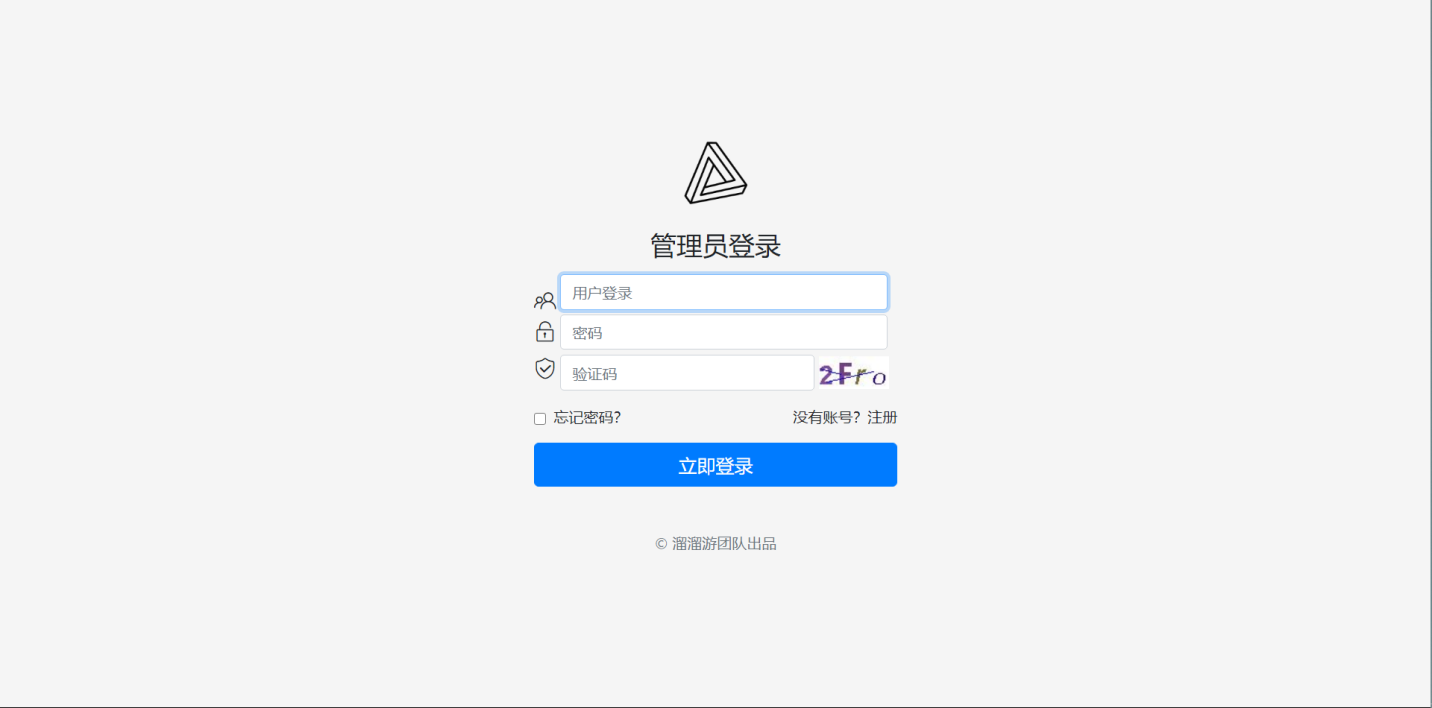 管理员登录
用户登录
密码
验证码 2Fro
忘记密码? 没有账号? 注册
立即登录
© 溜溜游团队出品